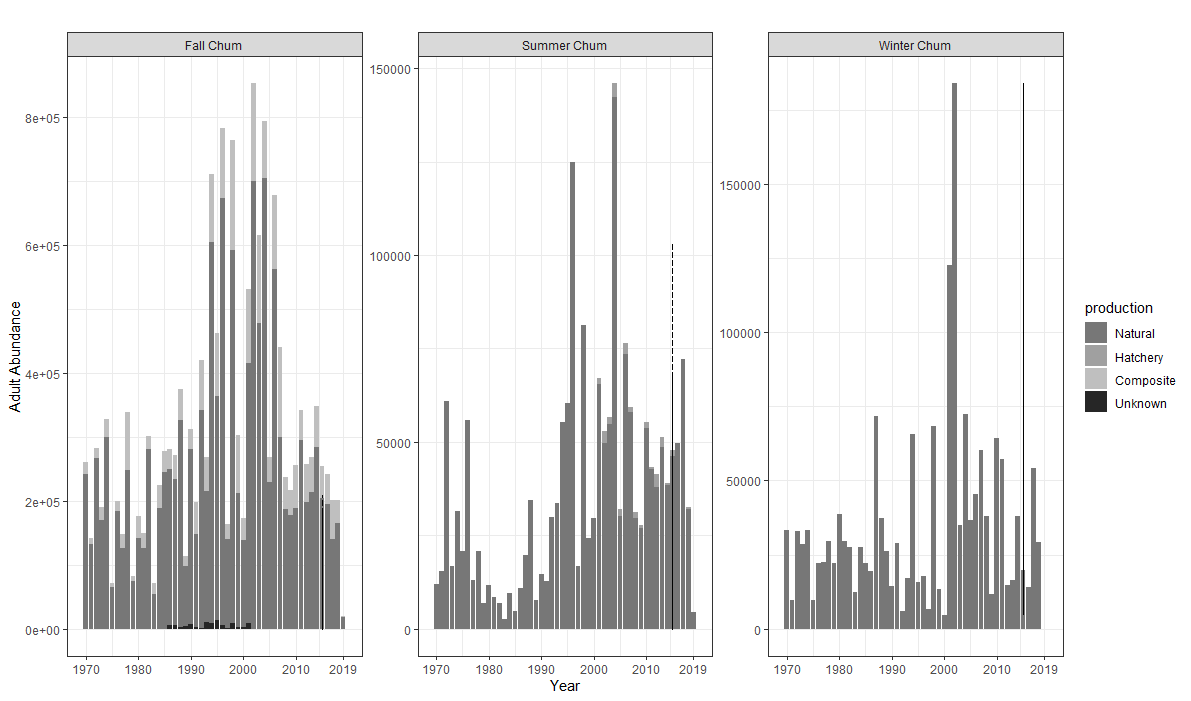 Fall Chum
Summer Chum
Winter Chum
Adult Abundance
8e+05
6e+05
4e+05
2e+05
0e+00
150000
100000
50000
0
150000
100000
50000
0
1970 1980 1990 2000 2010 2019
1970 1980 1990 2000 2010 2019
1970 1980 1990 2000 2010 2019
Year
production
Natural
Hatchery
Composite
Unknown